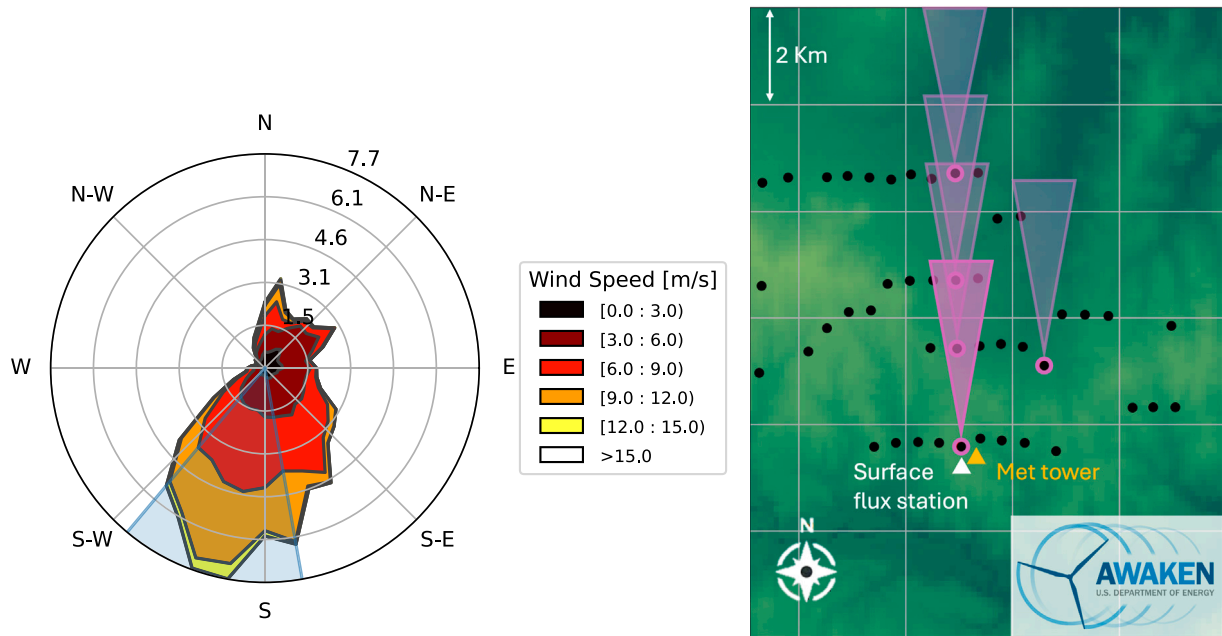 N
N-W
N-E
W
E
S-W
S-E
S
7.7
6.1
4.6
3.1
1.5
Wind Speed [m/s]
[0.0 : 3.0)
[3.0 : 6.0)
[6.0 : 9.0)
[9.0 : 12.0)
[12.0 : 15.0)
>15.0
2 Km
Surface
flux station
Met tower
N
AWAKEN
U.S. DEPARTMENT OF ENERGY